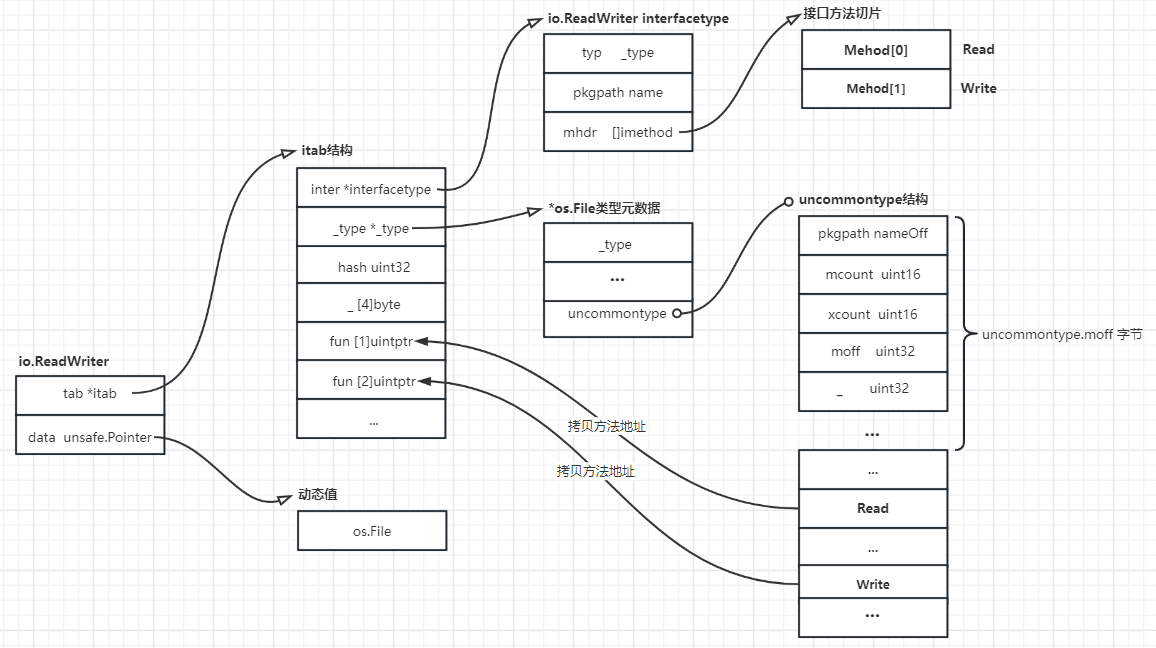 io.ReadWriter
tab *itab
data unsafe.Pointer
itab结构
inter *interfacetype
_type *_type
hash uint32
_ [4]byte
fun [1]uintptr
fun [2]uintptr
...
动态值
os.File
io.ReadWriter interfacetype
typ _type
pkgpath name
mhdr []imethod
接口方法切片
Mehod[0] Read
Mehod[1] Write
*os.File类型元数据
_type
...
uncommontype
uncommontype结构
pkgpath nameOff
mcount uint16
xcount uint16
moff uint32
_ uint32
...
uncommontype.moff 字节
...
Read
...
Write
...
拷贝方法地址
拷贝方法地址